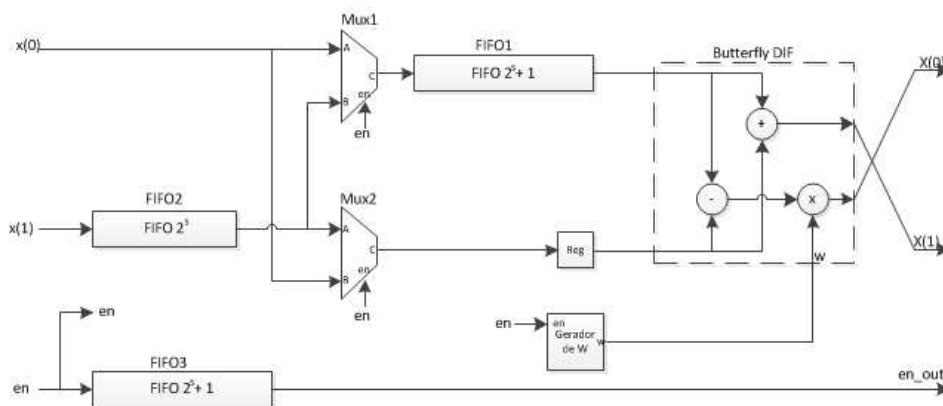 Mux1
x(0)
A
FIFO1
FIFO 2^s + 1
C
B
en
en
Butterfly DIF
X(0)
+
FIFO2
x(1)
FIFO 2^s
Mux2
A
C
B
en
en
Reg
-
x
X(1)
w
en
en
en
Gerador
de W
w
FIFO3
en
FIFO 2^s + 1
en_out